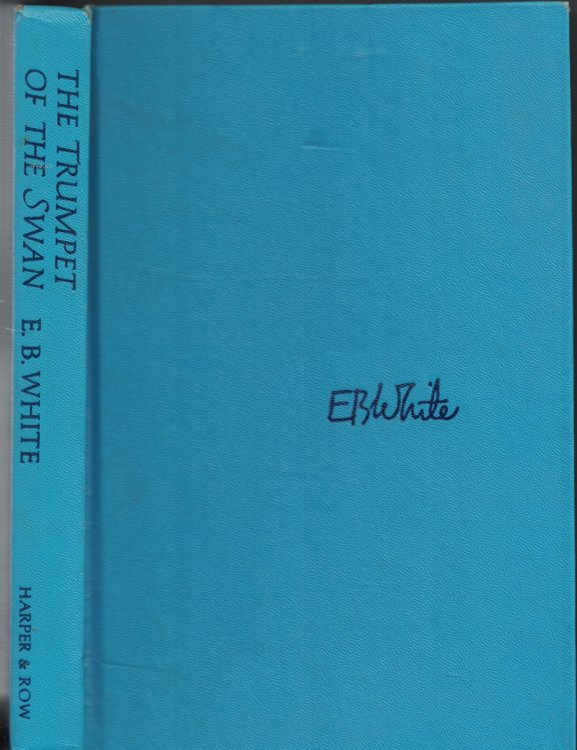 THE TRUMPET
OF THE SWAN E. B. WHITE
HARPER & ROW
EBWhite